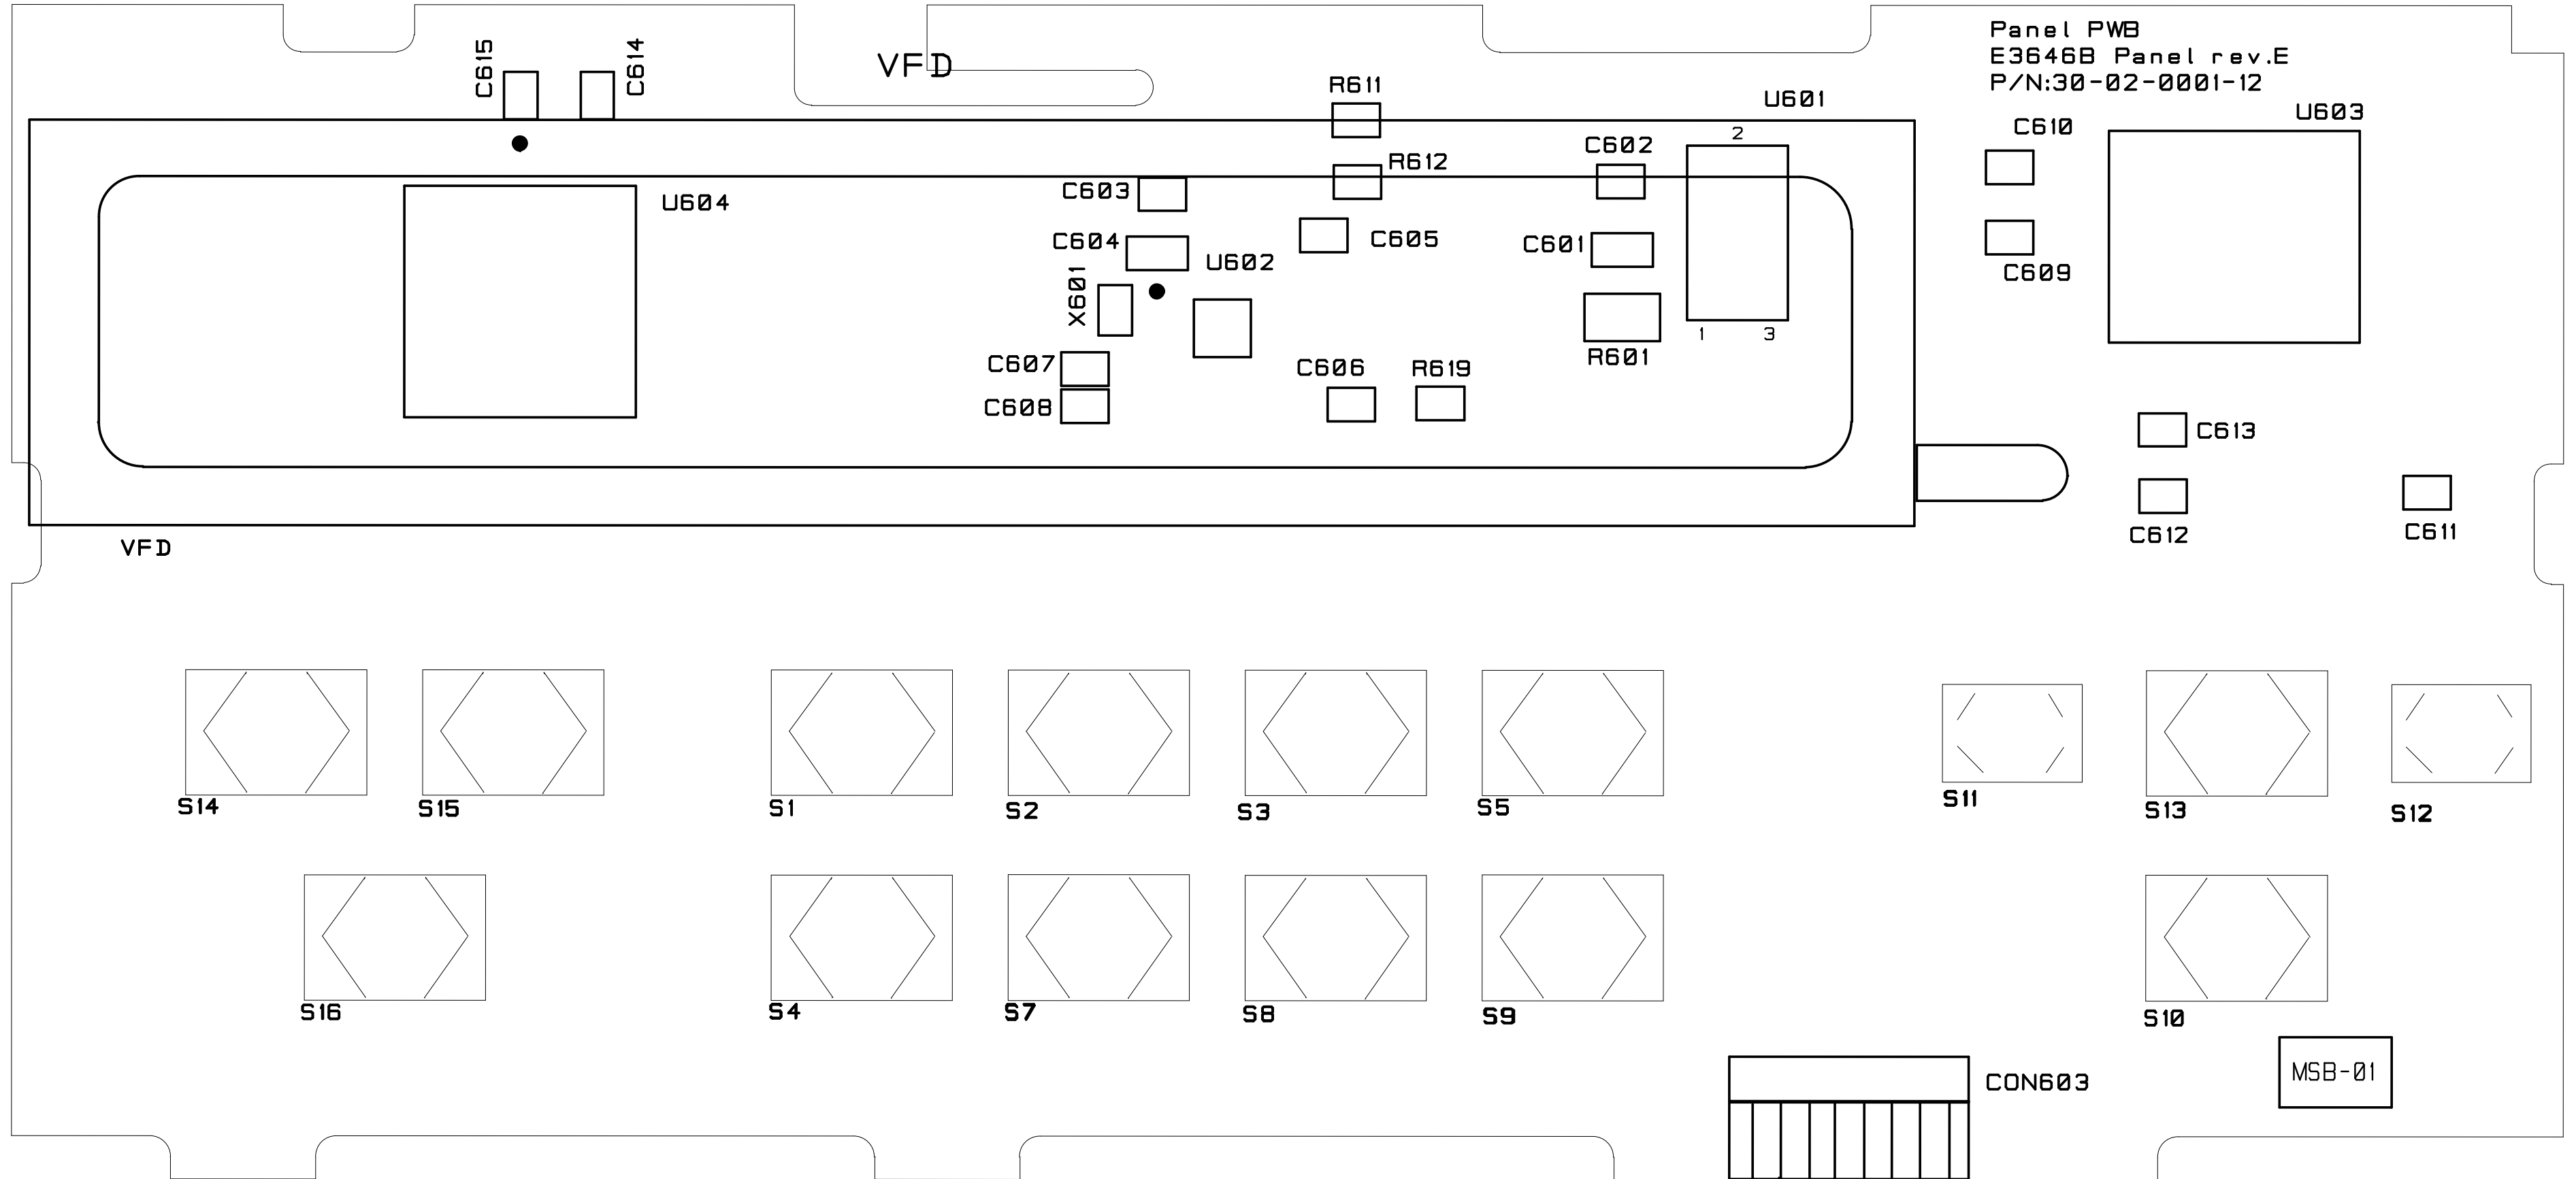 Panel PWB
E3646B Panel rev.E
P/N:30-02-0001-12
C615
C614
VFD
R611
U601
U603
C610
2
C602
R612
C603
U604
C604
C605
C601
U602
C609
X601
1
3
R601
C607
C606
R619
C608
C613
C612
C611
VFD
S14
S15
S1
S2
S3
S5
S11
S13
S12
S16
S4
S7
S8
S9
S10
MSB-01
CON603